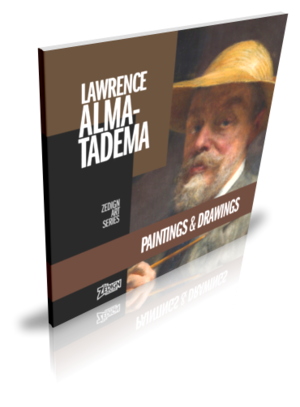 LAWRENCE
ALMA-
TADEMA
ZEDIGN
ART
SERIES
PAINTINGS & DRAWINGS
ZEDIGN